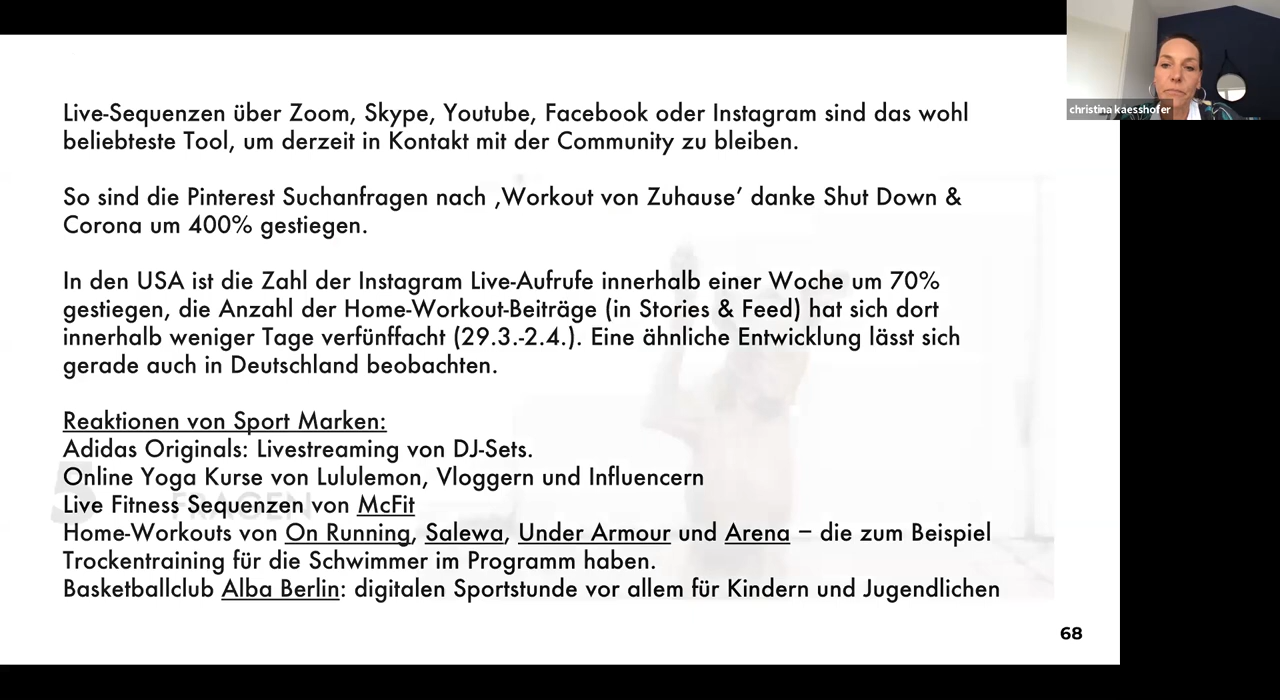 christina kaesshofer
Live-Sequenzen über Zoom, Skype, Youtube, Facebook oder Instagram sind das wohl
beliebteste Tool, um derzeit in Kontakt mit der Community zu bleiben.
So sind die Pinterest Suchanfragen nach ‚Workout von Zuhause’ danke Shut Down &
Corona um 400% gestiegen.
In den USA ist die Zahl der Instagram Live-Aufrufe innerhalb einer Woche um 70%
gestiegen, die Anzahl der Home-Workout-Beiträge (in Stories & Feed) hat sich dort
innerhalb weniger Tage verfünffacht (29.3.-2.4.). Eine ähnliche Entwicklung lässt sich
gerade auch in Deutschland beobachten.
Reaktionen von Sport Marken:
Adidas Originals: Livestreaming von DJ-Sets.
Online Yoga Kurse von Lululemon, Vloggern und Influencern
5 FRAGEN
Live Fitness Sequenzen von McFit
Home-Workouts von On Running, Salewa, Under Armour und Arena – die zum Beispiel
Trockentraining für die Schwimmer im Programm haben.
Basketballclub Alba Berlin: digitalen Sportstunde vor allem für Kindern und Jugendlichen
68